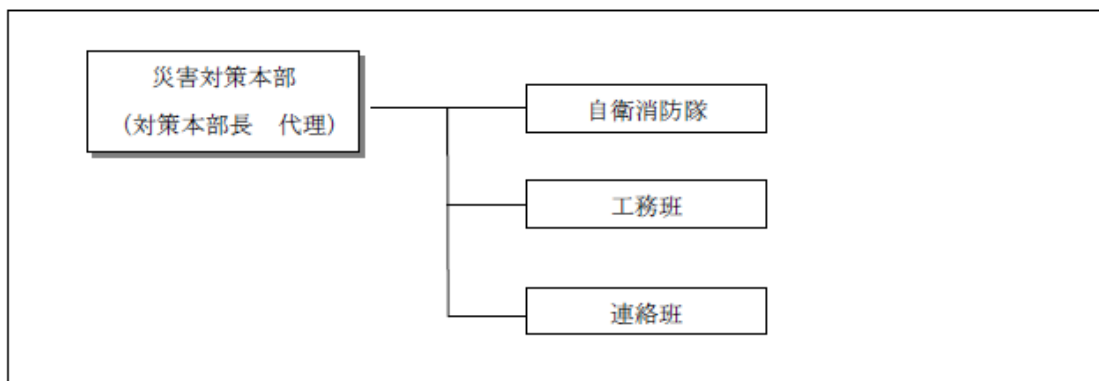 災害対策本部
(対策本部長　代理)
自衛消防隊
工務班
連絡班